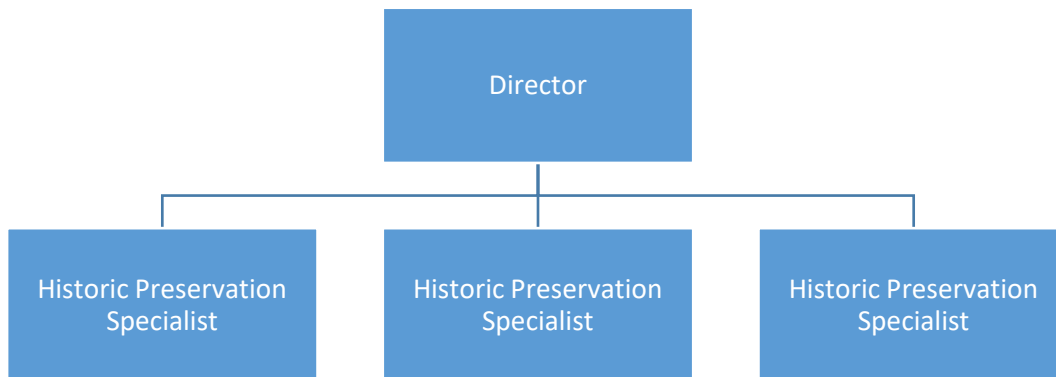 Director
Historic Preservation
Specialist
Historic Preservation
Specialist
Historic Preservation
Specialist